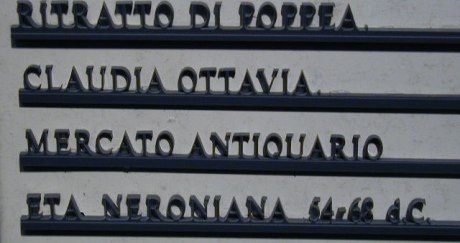 RITRATTO DI POPPEA.
CLAUDIA OTTAVIA.
MERCATO ANTIQUARIO
ETA NERONIANA 54-68 d.C.